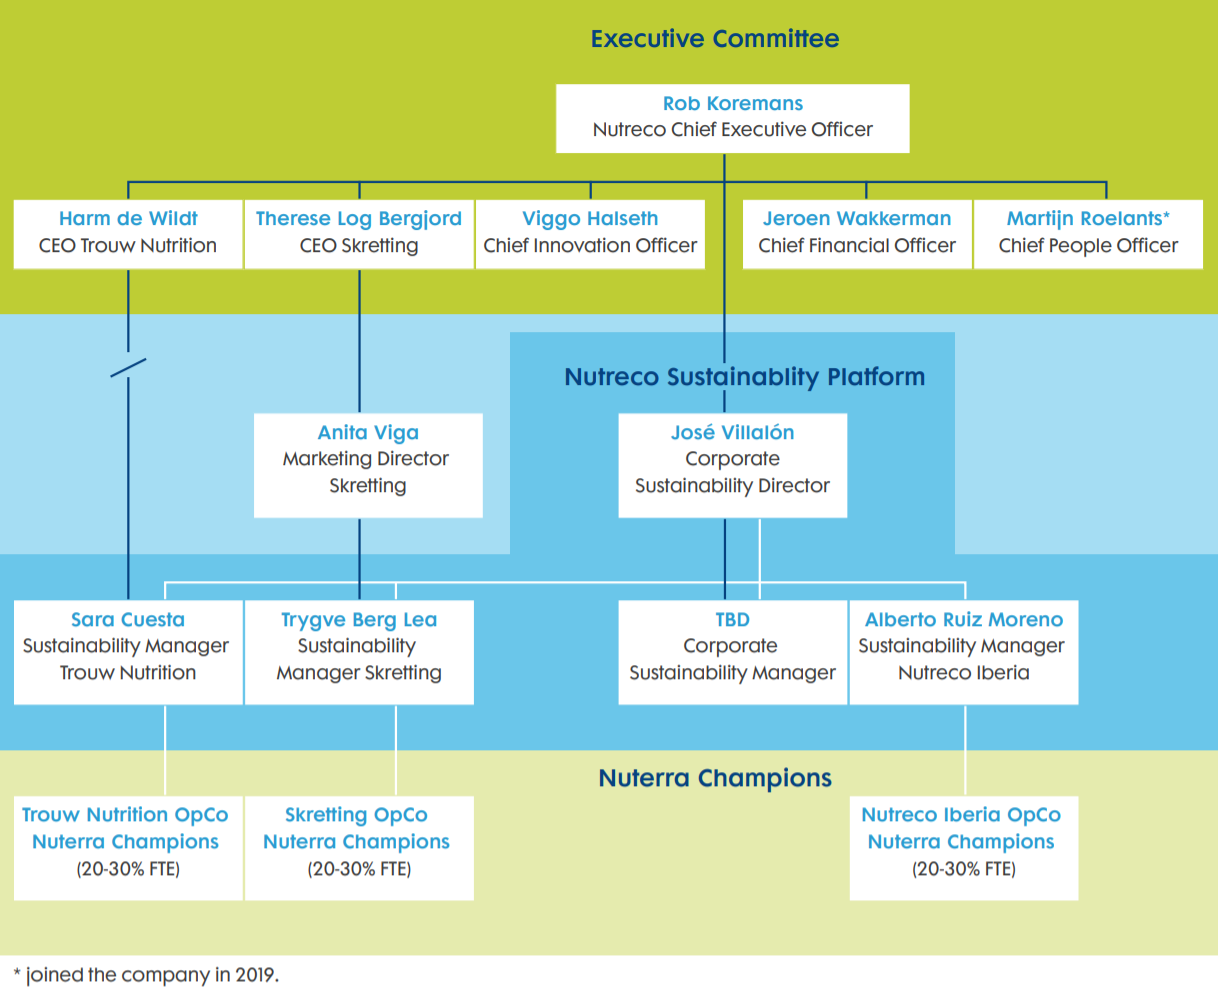 Executive Committee
Rob Koremans
Nutreco Chief Executive Officer
Harm de Wildt
CEO Trouw Nutrition
Therese Log Bergjord
CEO Skretting
Viggo Halseth
Chief Innovation Officer
Jeroen Wakkerman
Chief Financial Officer
Martijn Roelants*
Chief People Officer
Nutreco Sustainablity Platform
Anita Viga
Marketing Director
Skretting
José Villalón
Corporate
Sustainability Director
Sara Cuesta
Sustainability Manager
Trouw Nutrition
Trygve Berg Lea
Sustainability
Manager Skretting
TBD
Corporate
Sustainability Manager
Alberto Ruiz Moreno
Sustainability Manager
Nutreco Iberia
Nuterra Champions
Trouw Nutrition OpCo
Nuterra Champions
(20-30% FTE)
Skretting OpCo
Nuterra Champions
(20-30% FTE)
Nutreco Iberia OpCo
Nuterra Champions
(20-30% FTE)
* joined the company in 2019.